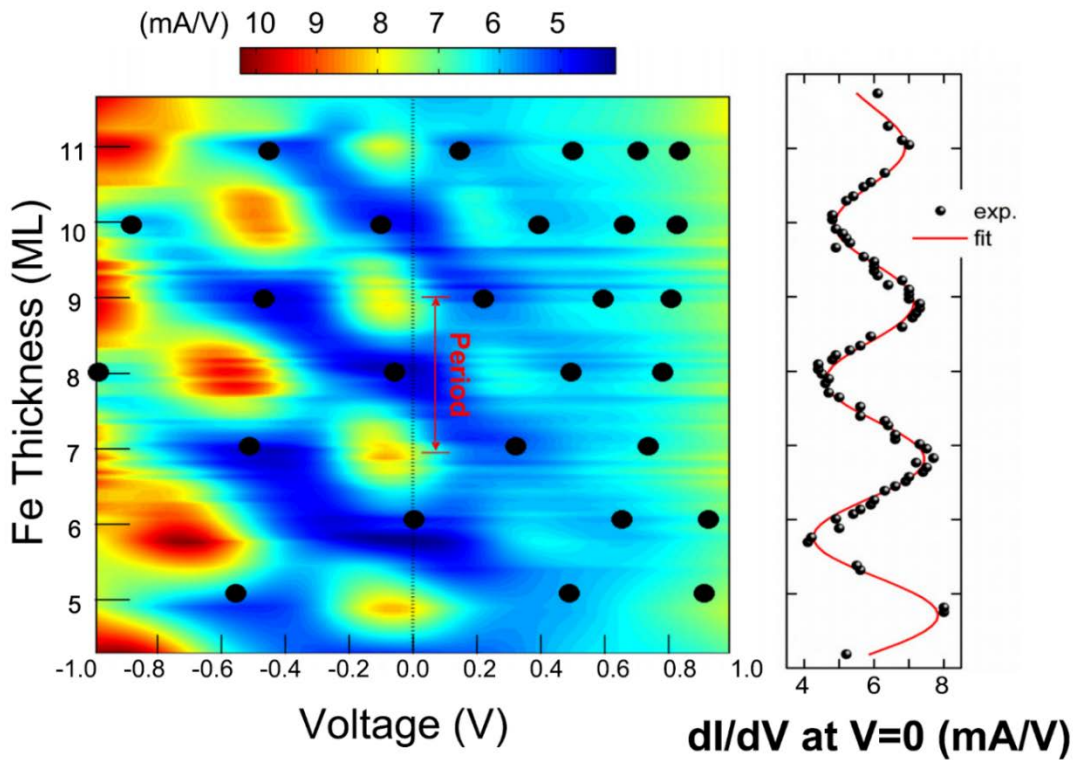 (mA/V) 10 9 8 7 6 5
Fe Thickness (ML)
11
10
9
8
7
6
5
Period
-1.0 -0.8 -0.6 -0.4 -0.2 0.0 0.2 0.4 0.6 0.8 1.0
Voltage (V)
exp.
fit
4 6 8
dI/dV at V=0 (mA/V)